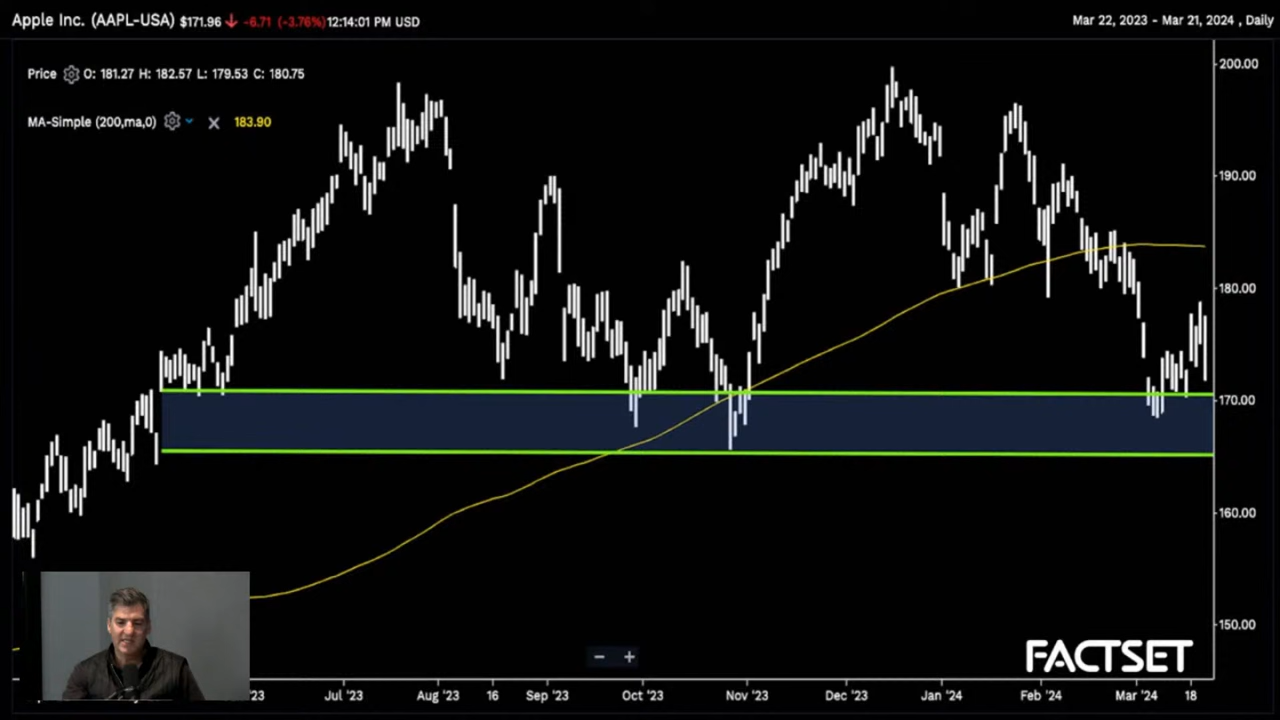 Apple Inc. (AAPL-USA) $171.96 -6.71 (-3.76%) 12:14:01 PM USD
Mar 22, 2023 – Mar 21, 2024 , Daily
Price O: 181.27 H: 182.57 L: 179.53 C: 180.75
MA-Simple (200,ma,0) 183.90
200.00
190.00
180.00
170.00
160.00
150.00
FACTSET
'23 Jul '23 Aug '23 16 Sep '23 Oct '23 Nov '23 Dec '23 Jan '24 Feb '24 Mar '24 18